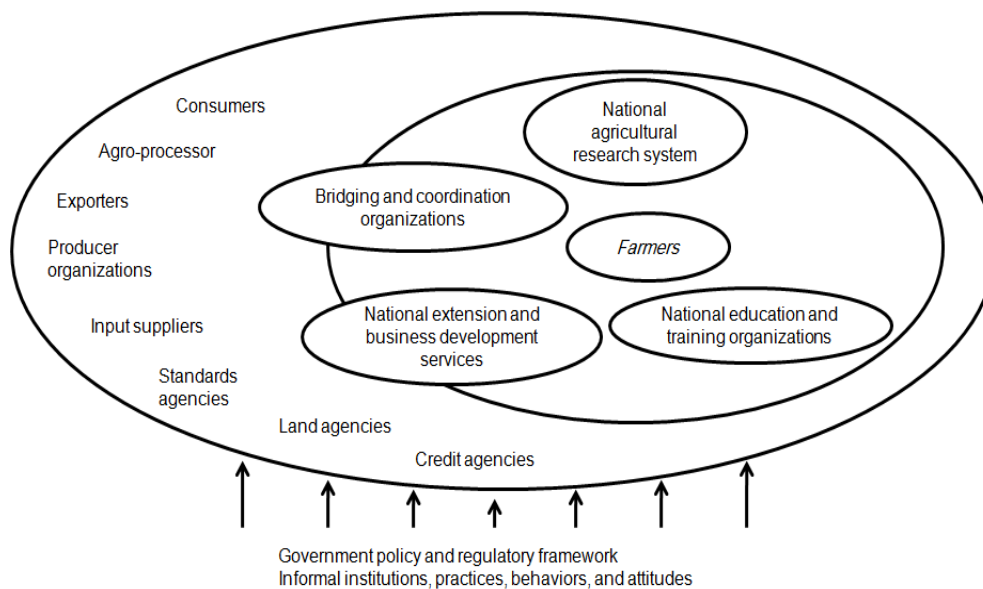 Consumers
Agro-processor
Exporters
Producer
organizations
Input suppliers
Standards
agencies
Land agencies
Credit agencies
National
agricultural
research system
Bridging and coordination
organizations
Farmers
National extension and
business development
services
National education and
training organizations
Government policy and regulatory framework
Informal institutions, practices, behaviors, and attitudes